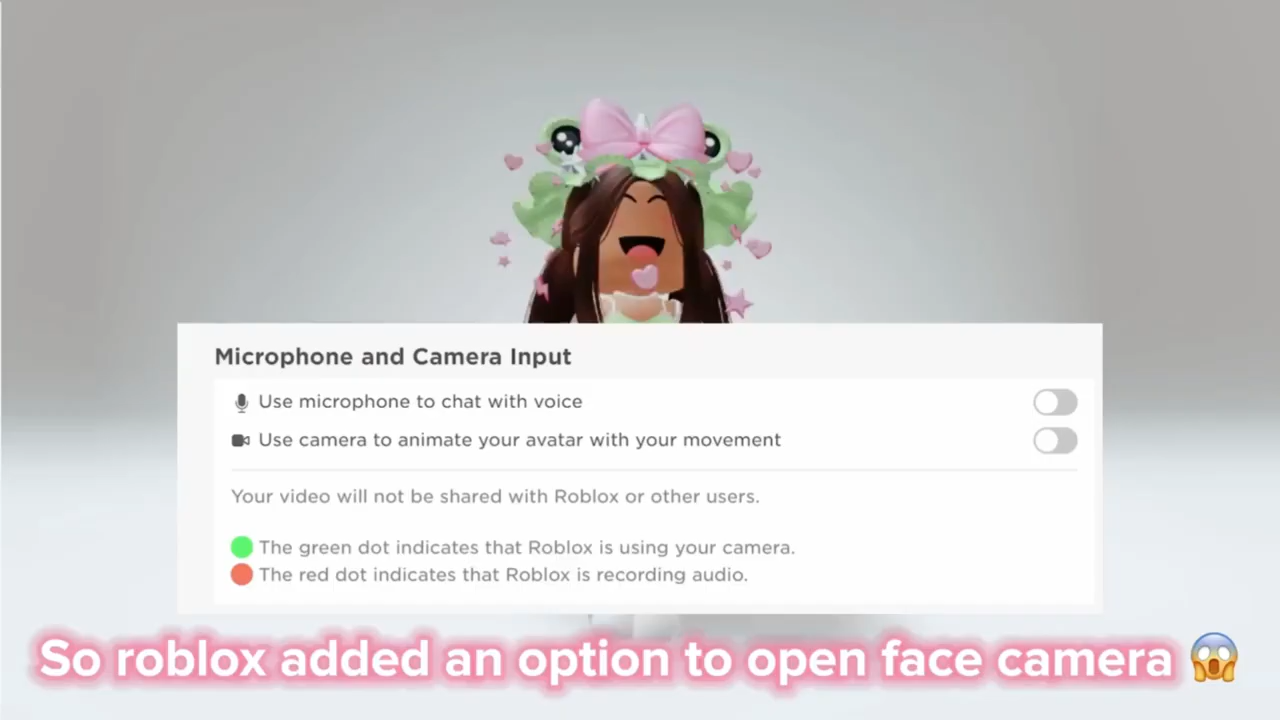 Microphone and Camera Input
Use microphone to chat with voice
Use camera to animate your avatar with your movement
Your video will not be shared with Roblox or other users.
The green dot indicates that Roblox is using your camera.
The red dot indicates that Roblox is recording audio.
So roblox added an option to open face camera 😱